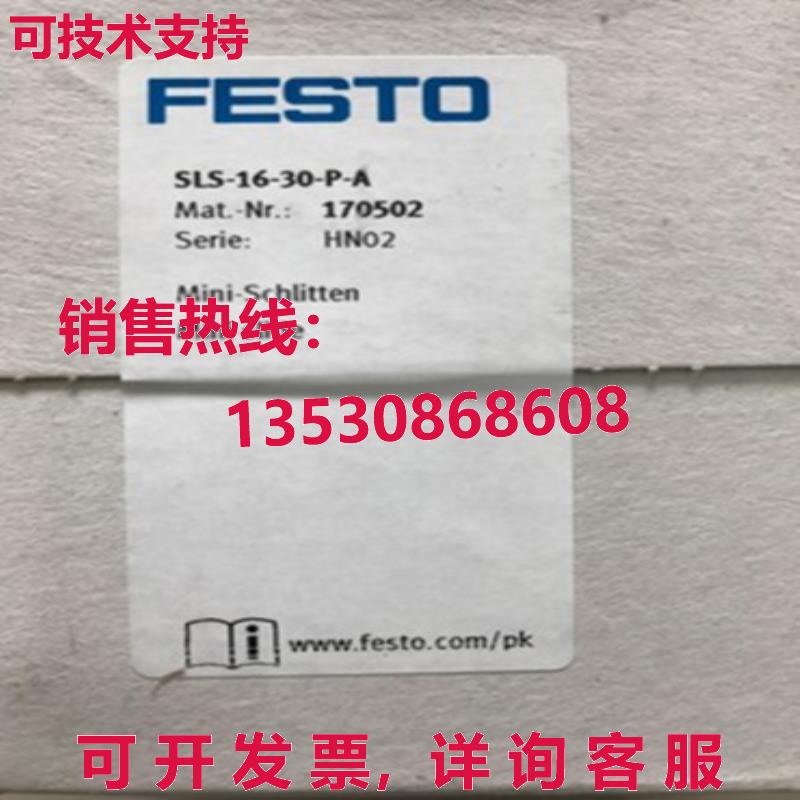 可技术支持
FESTO
SLS-16-30-P-A
Mat.-Nr.: 170502
Serie: HN02
Mini-Schlitten
销售热线:
13530868608
www.festo.com/pk
可开发票, 详询客服